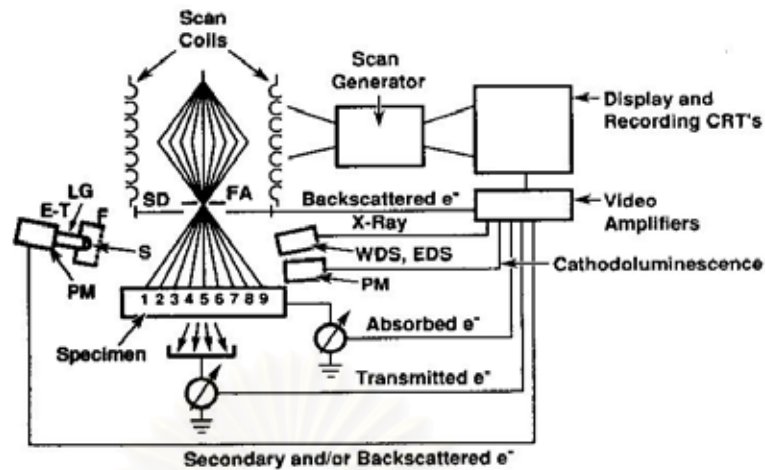 Scan
Coils
Scan
Generator
Display and
Recording CRT's
SD
FA
Backscattered e⁻
Video
Amplifiers
LG
E-T
F
X-Ray
S
WDS, EDS
Cathodoluminescence
PM
PM
1 2 3 4 5 6 7 8 9
Absorbed e⁻
Specimen
Transmitted e⁻
Secondary and/or Backscattered e⁻